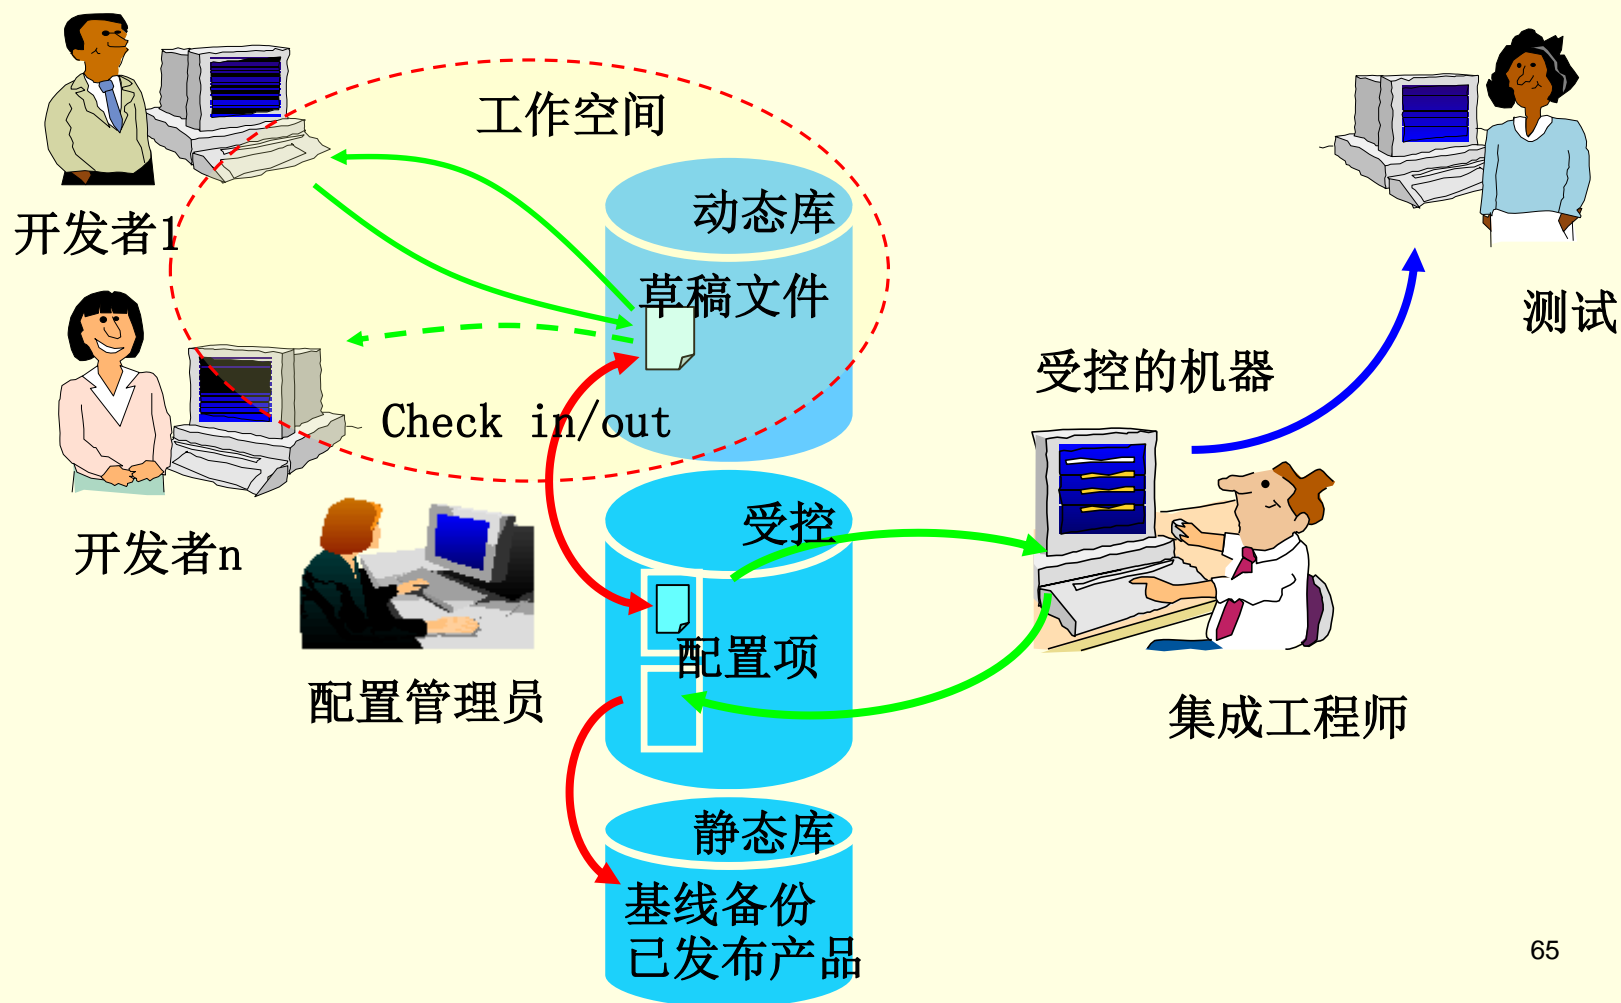 工作空间
动态库
开发者1
草稿文件
测试
受控的机器
Check in/out
受控
开发者n
配置项
配置管理员
集成工程师
静态库
基线备份
已发布产品
65